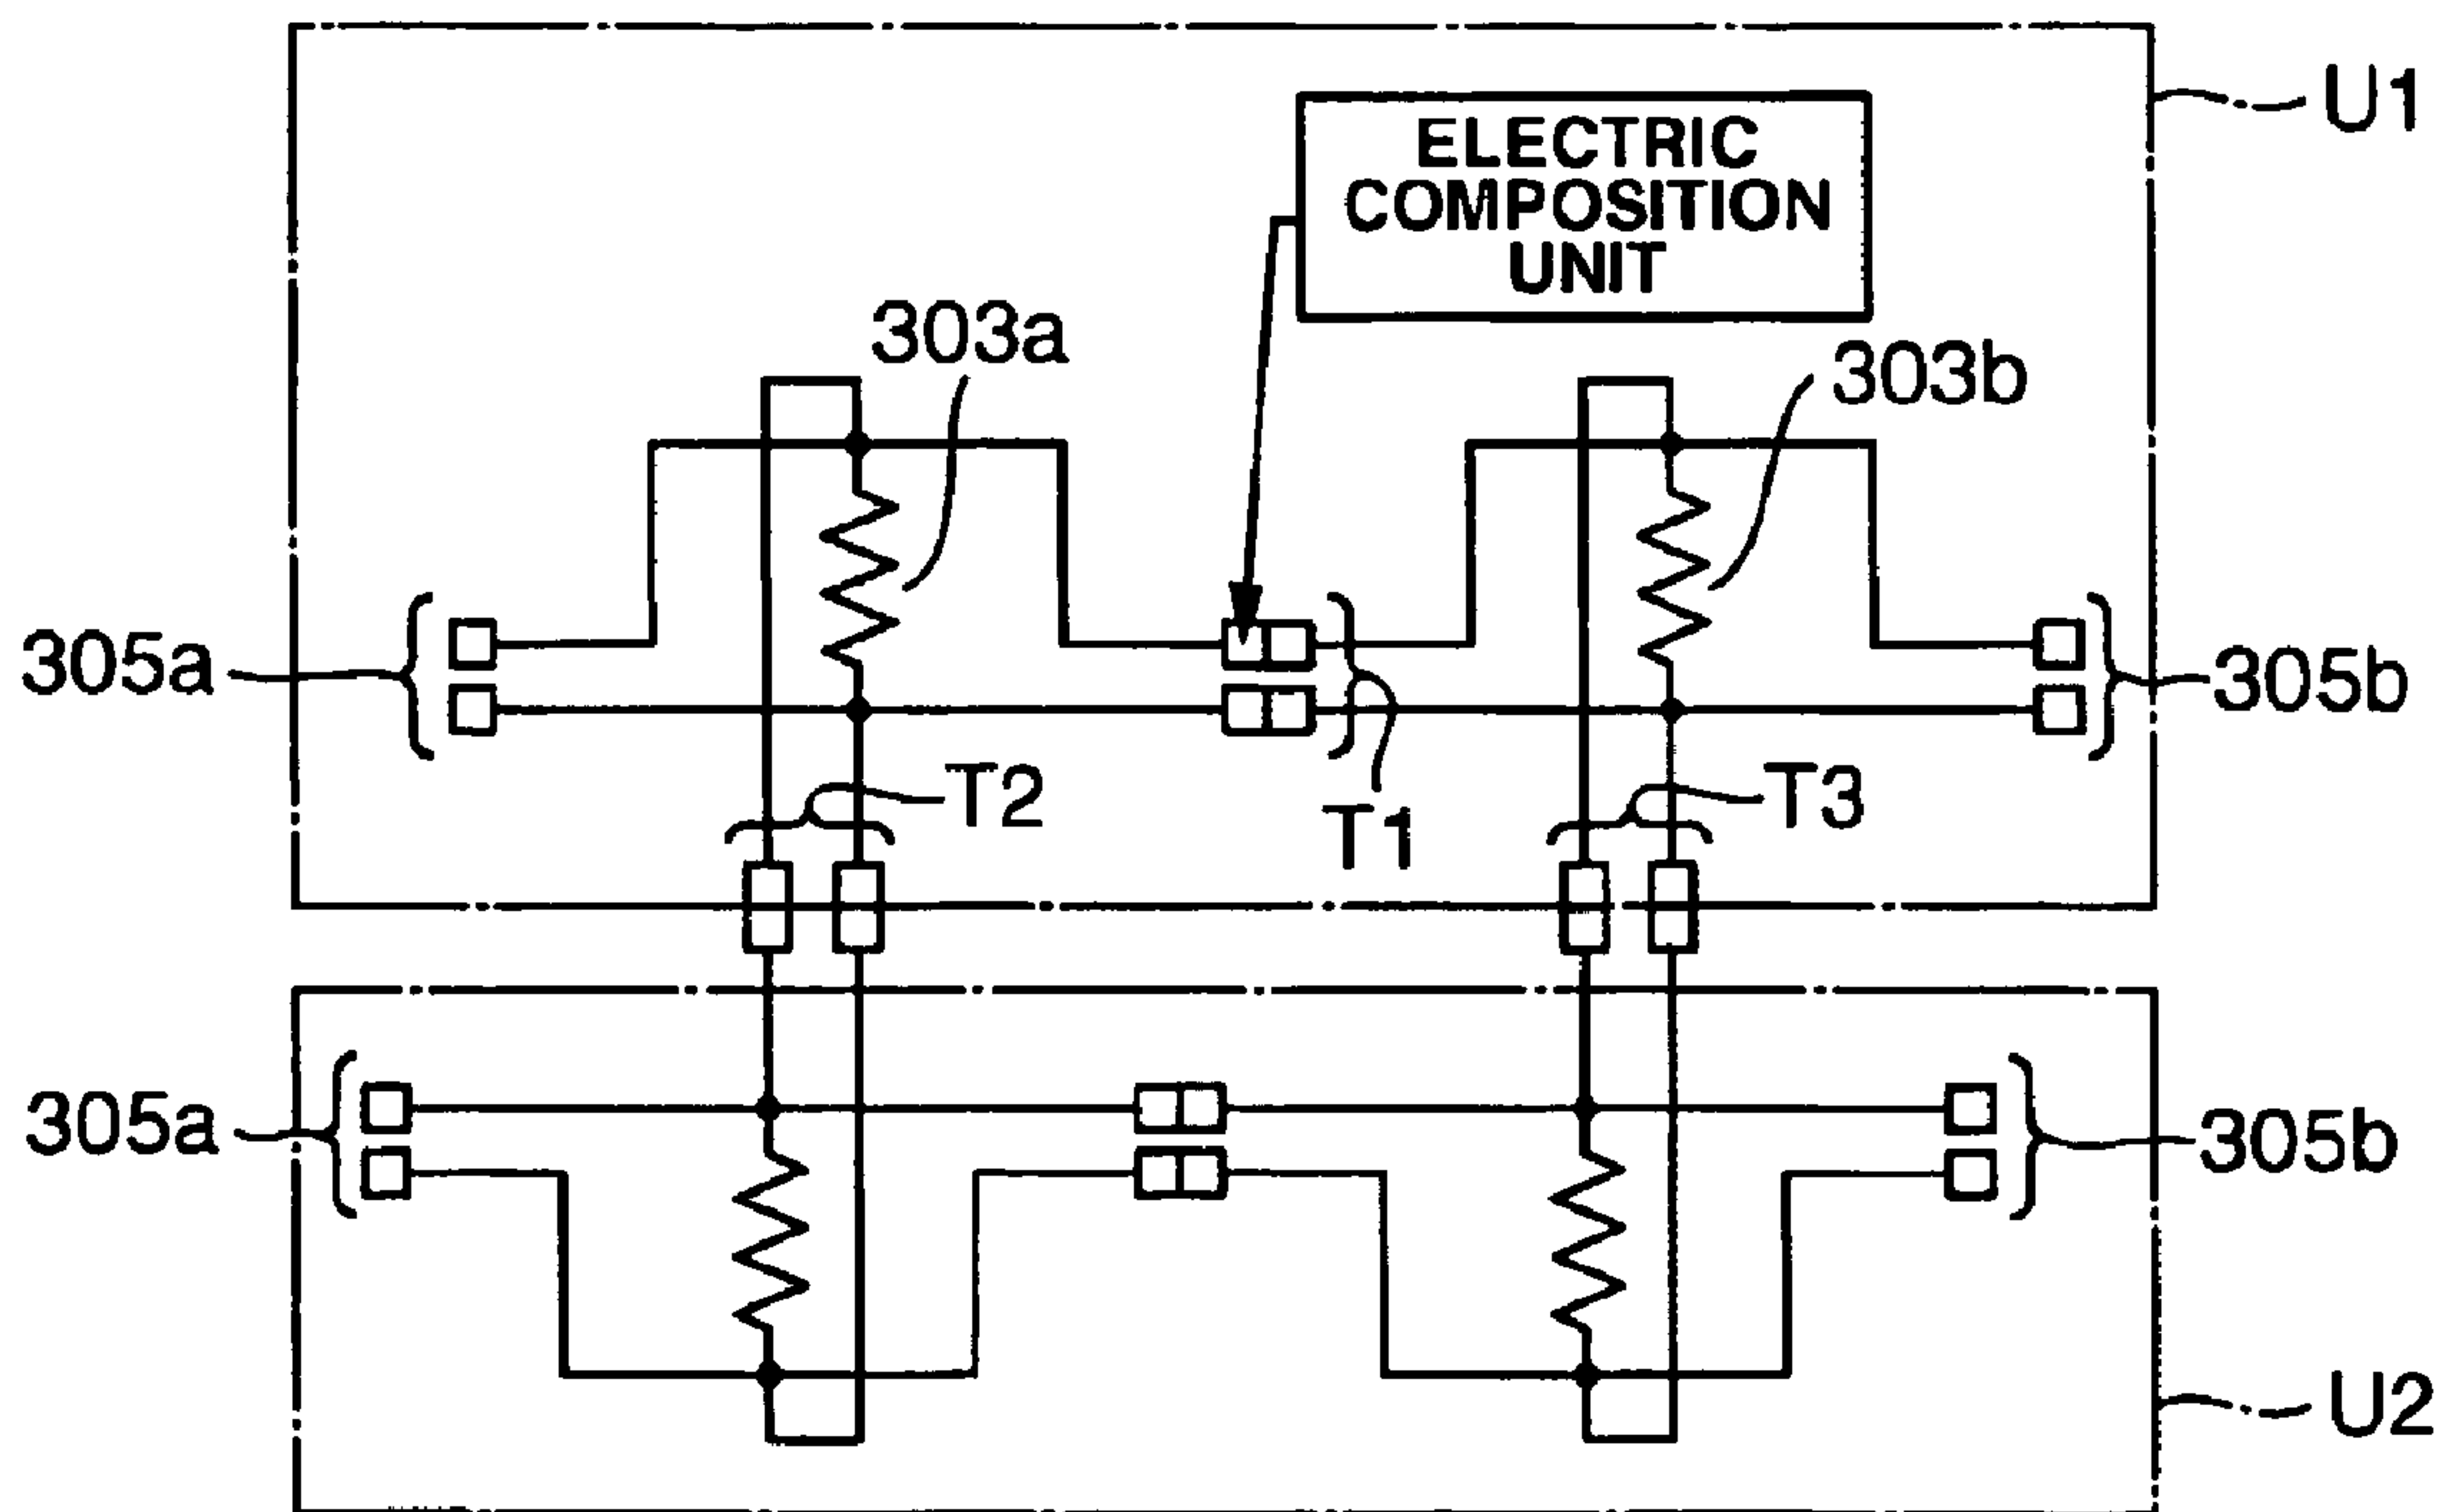 U1
ELECTRIC
COMPOSITION
UNIT
303a
303b
305a
305b
T2
T1
T3
305a
305b
U2